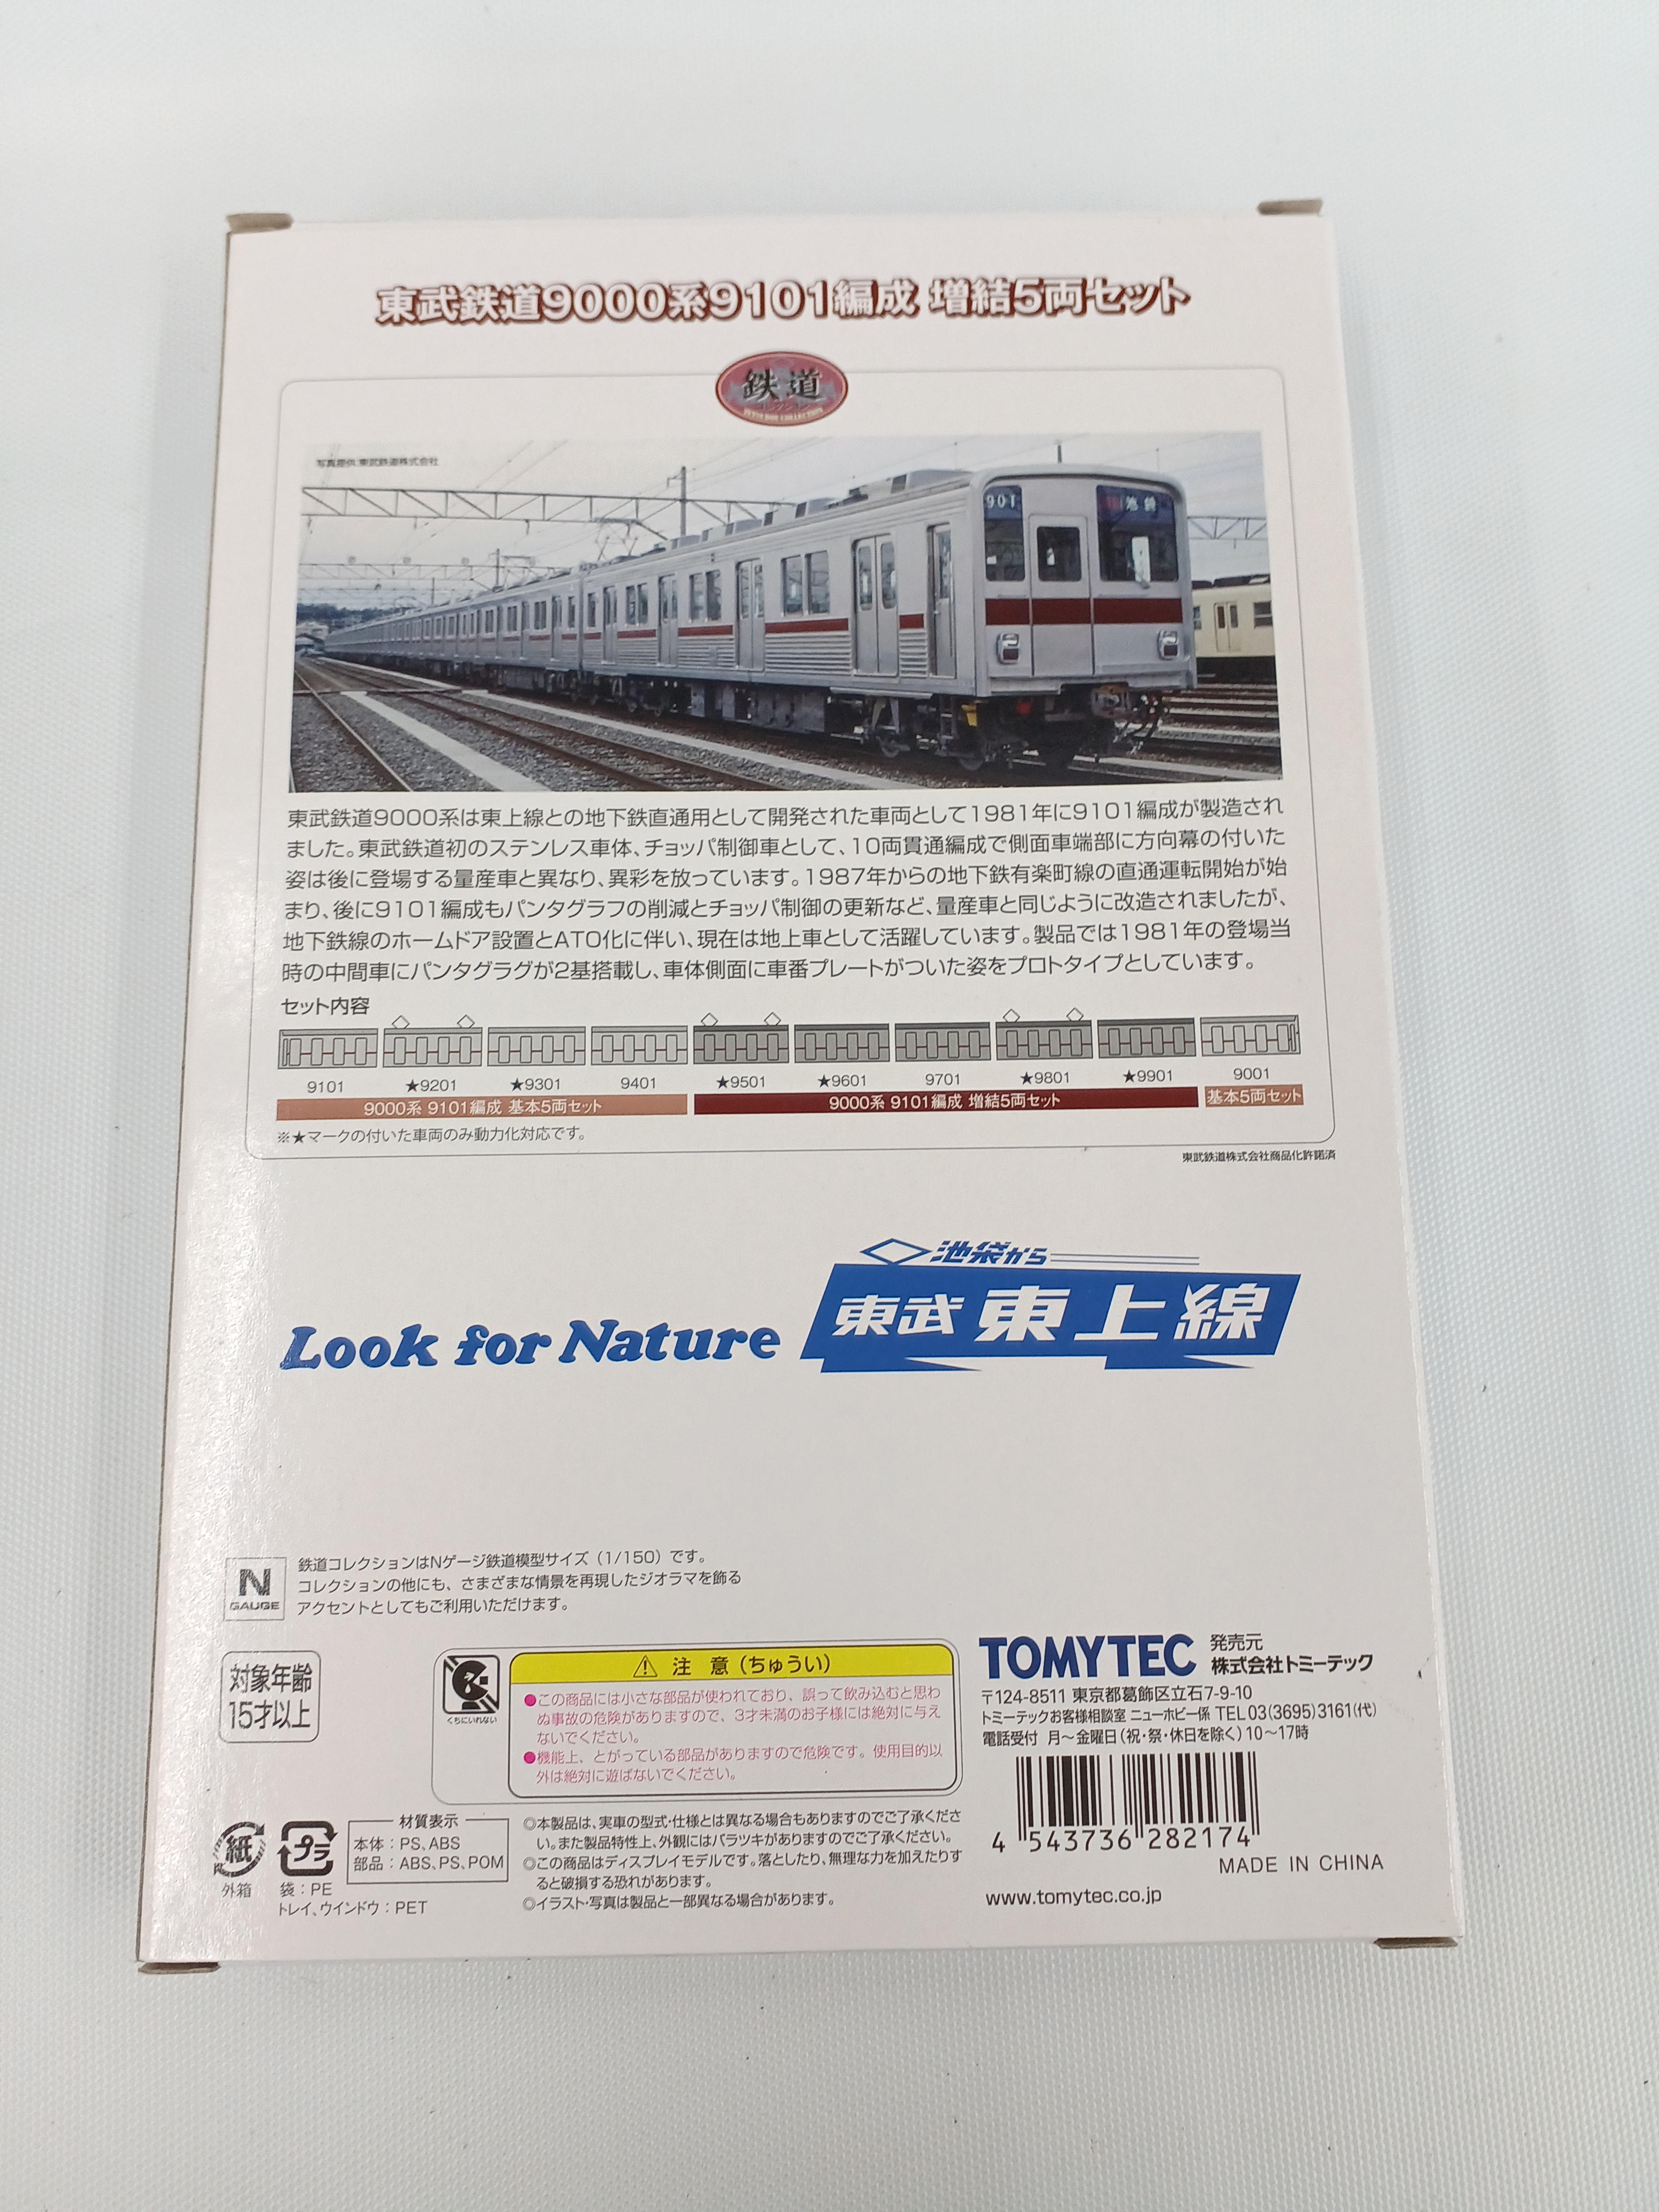 東武鉄道9000系9101編成 増結5両セット
鉄道
コレクション
写真提供:東武鉄道株式会社
901
池袋
東武鉄道9000系は東上線との地下鉄直通用として開発された車両として1981年に9101編成が製造され
ました。東武鉄道初のステンレス車体、チョッパ制御車として、10両貫通編成で側面車端部に方向幕の付いた
姿は後に登場する量産車と異なり、異彩を放っています。1987年からの地下鉄有楽町線の直通運転開始が始
まり、後に9101編成もパンタグラフの削減とチョッパ制御の更新など、量産車と同じように改造されましたが、
地下鉄線のホームドア設置とATO化に伴い、現在は地上車として活躍しています。製品では1981年の登場当
時の中間車にパンタグラグが2基搭載し、車体側面に車番プレートがついた姿をプロトタイプとしています。
セット内容
9101 ★9201 ★9301 9401 ★9501 ★9601 9701 ★9801 ★9901 9001
9000系 9101編成 基本5両セット 9000系 9101編成 増結5両セット 基本5両セット
※★マークの付いた車両のみ動力化対応です。
東武鉄道株式会社商品化許諾済
池袋から
Look for Nature 東武 東上線
N GAUGE
鉄道コレクションはNゲージ鉄道模型サイズ（1/150）です。
コレクションの他にも、さまざまな情景を再現したジオラマを飾る
アクセントとしてもご利用いただけます。
対象年齢
15才以上
くちにいれない
注 意（ちゅうい）
●この商品には小さな部品が使われており、誤って飲み込むと思わ
ぬ事故の危険がありますので、3才未満のお子様には絶対に与え
ないでください。
●機能上、とがっている部品がありますので危険です。使用目的以
外は絶対に遊ばないでください。
TOMYTEC 発売元
株式会社トミーテック
〒124-8511 東京都葛飾区立石7-9-10
トミーテックお客様相談室 ニューホビー係 TEL 03(3695)3161(代)
電話受付 月～金曜日(祝・祭・休日を除く)10～17時
4 543736 282174
MADE IN CHINA
www.tomytec.co.jp
紙
外箱
プラ
袋：PE
トレイ、ウインドウ：PET
材質表示
本体：PS、ABS
部品：ABS、PS、POM
◎本製品は、実車の型式・仕様とは異なる場合もありますのでご了承くださ
い。また製品特性上、外観にはバラツキがありますのでご了承ください。
◎この商品はディスプレイモデルです。落としたり、無理な力を加えたりす
ると破損する恐れがあります。
◎イラスト・写真は製品と一部異なる場合があります。